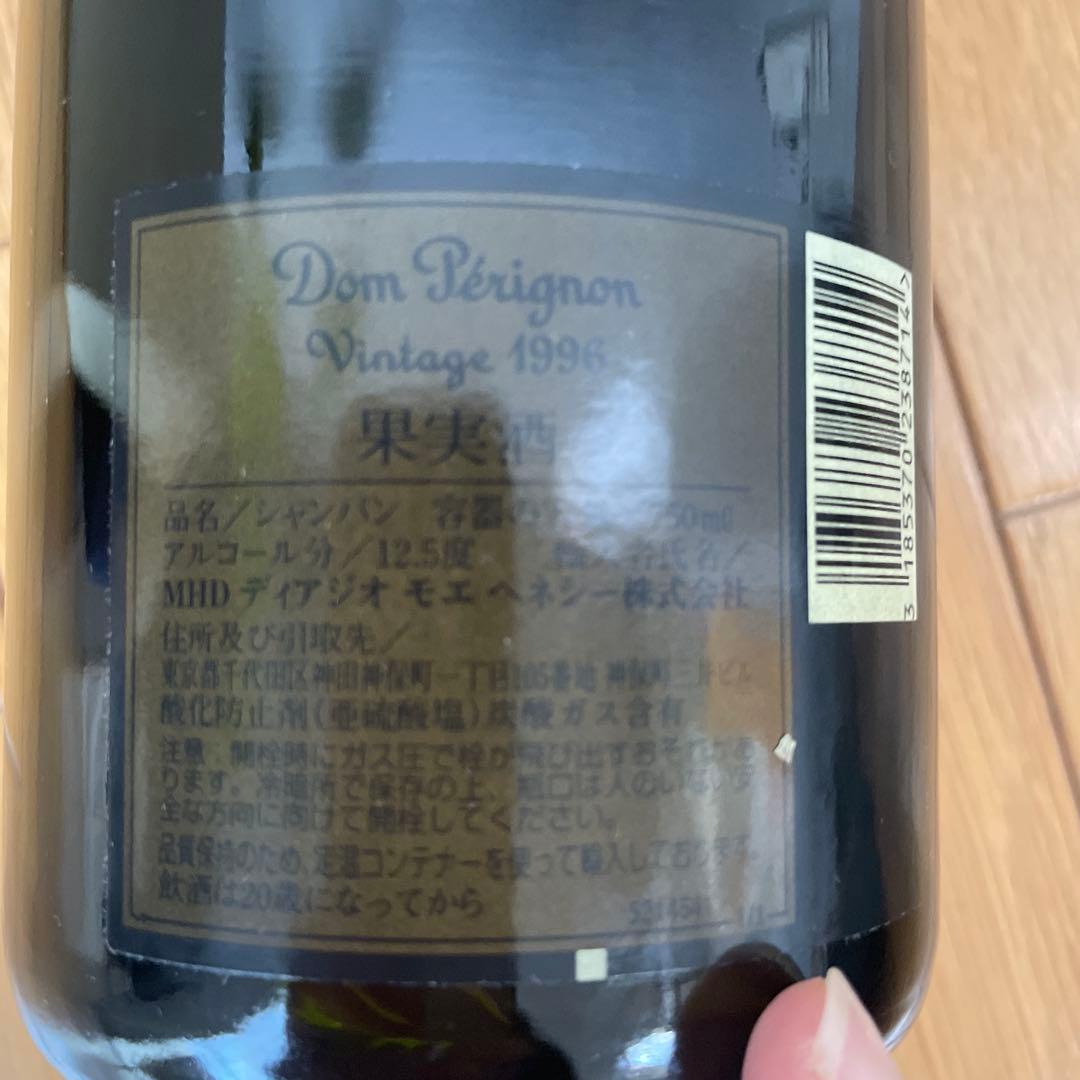 Dom Pérignon
Vintage 1996
果実酒
品名/シャンパン 容器の 50mℓ
アルコール分/12.5度 氏名/
MHD ディアジオ モエ ヘネシー株式会社
住所及び引取先/
東京都千代田区神田神保町一丁目105番地 神保町三井ビル
酸化防止剤(亜硫酸塩)炭酸ガス含有
注意:開栓時にガス圧で栓が飛び出すおそれがあ
ります。冷暗所で保存の上、瓶口は人のいない安
全な方向に向けて開栓してください。
品質保持のため、定温コンテナーを使って輸入しております。
飲酒は20歳になってから
3 185370 238714 >